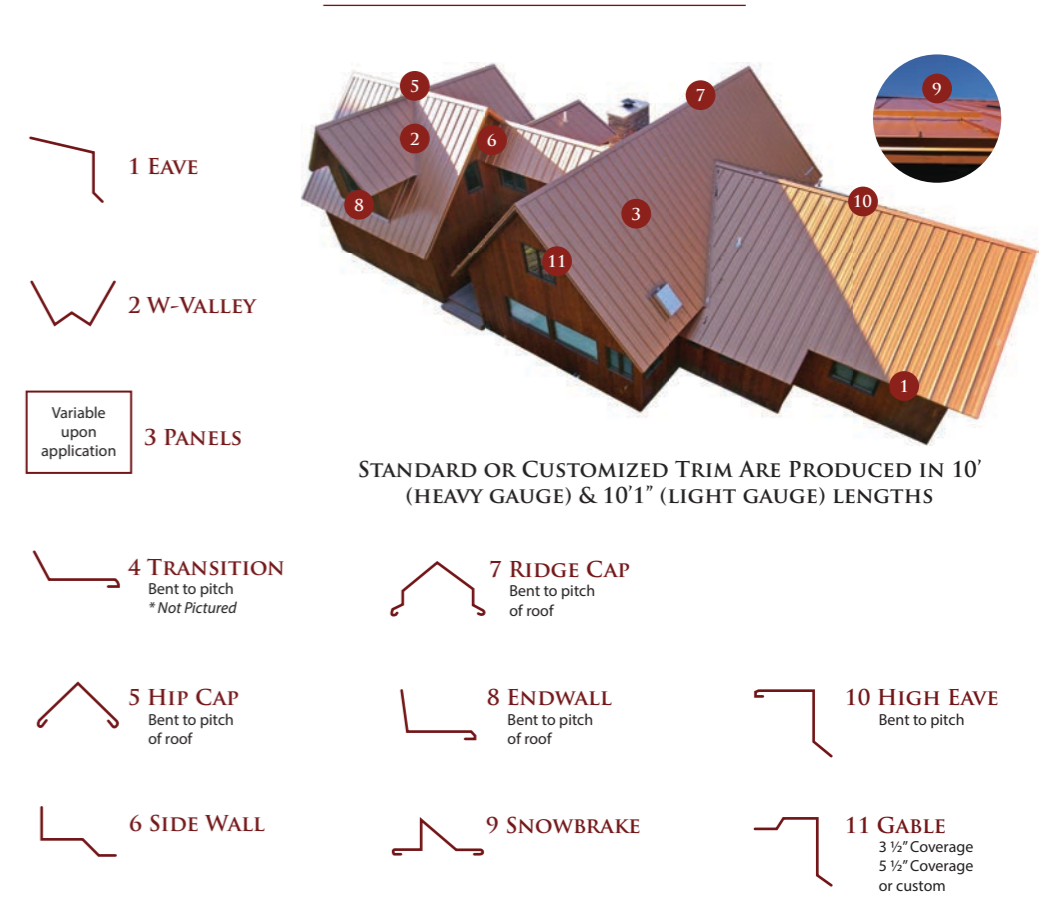 5
7
9
2
6
1 Eave
8
3
10
11
2 W-Valley
1
Variable
upon
application
3 Panels
Standard or Customized Trim Are Produced in 10'
(heavy gauge) & 10'1" (light gauge) lengths
4 Transition
Bent to pitch
* Not Pictured
7 Ridge Cap
Bent to pitch
of roof
5 Hip Cap
Bent to pitch
of roof
8 Endwall
Bent to pitch
of roof
10 High Eave
Bent to pitch
6 Side Wall
9 Snowbrake
11 Gable
3 ½" Coverage
5 ½" Coverage
or custom